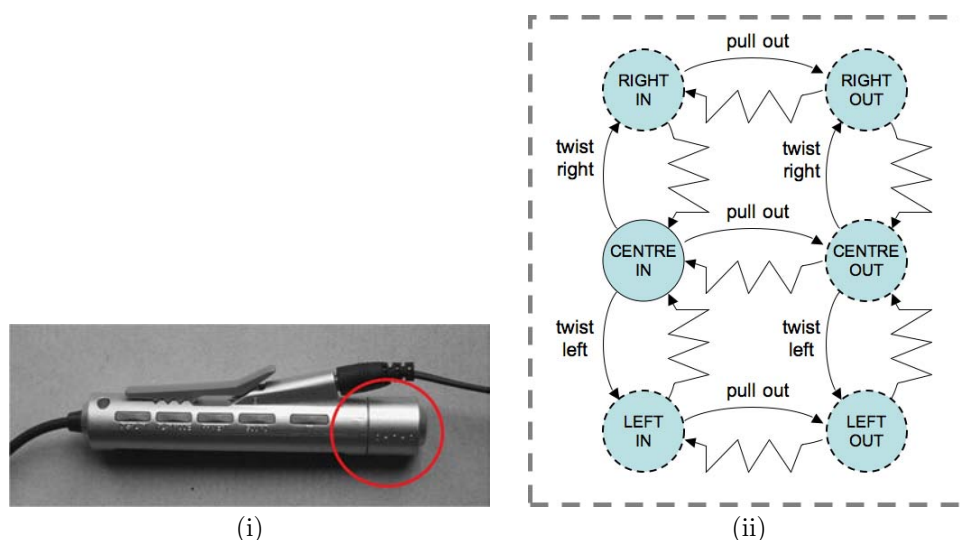 pull out
RIGHT
IN
RIGHT
OUT
twist
right
twist
right
pull out
CENTRE
IN
CENTRE
OUT
twist
left
twist
left
pull out
LEFT
IN
LEFT
OUT
(i)
(ii)